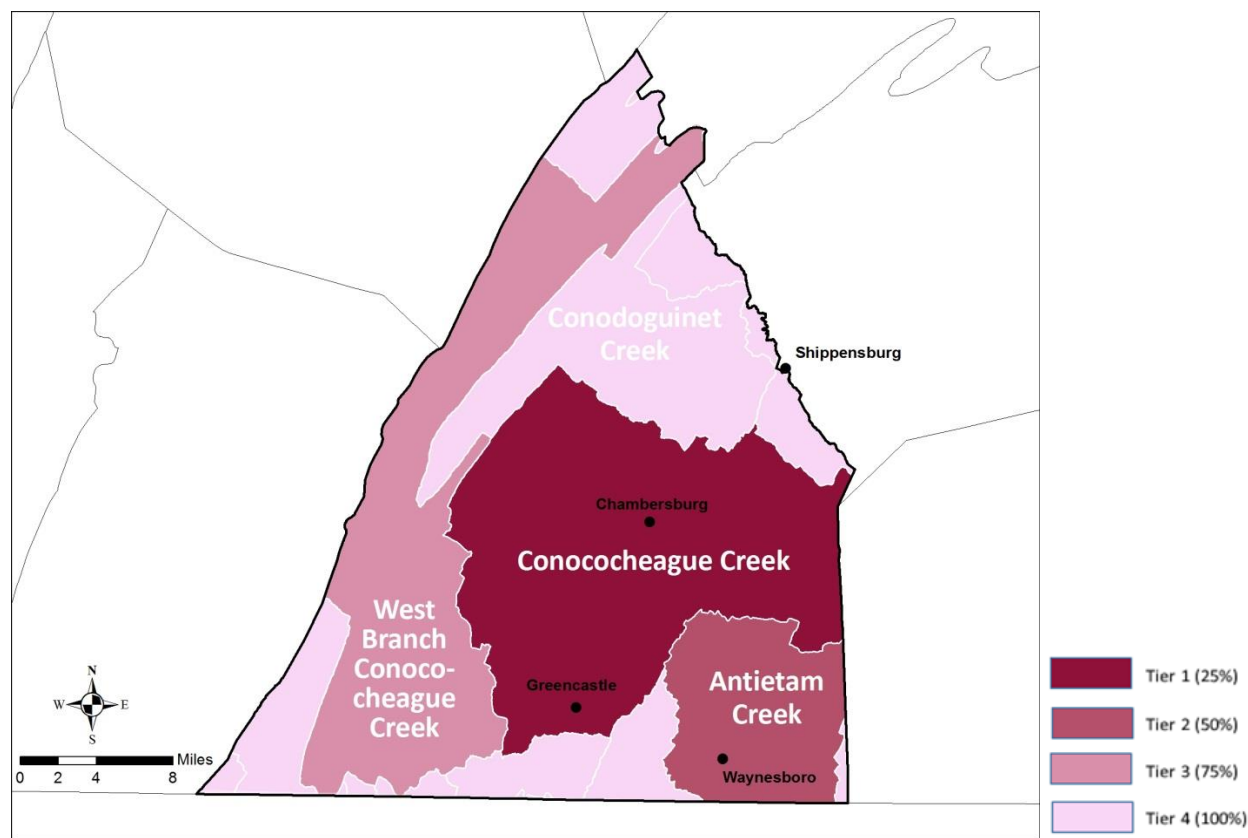 Conodoguinet
Creek
Shippensburg
Chambersburg
Conococheague Creek
West
Branch
Conoco-
cheague
Creek
Greencastle
Antietam
Creek
Waynesboro
N
W E
S
Miles
0 2 4 8
Tier 1 (25%)
Tier 2 (50%)
Tier 3 (75%)
Tier 4 (100%)